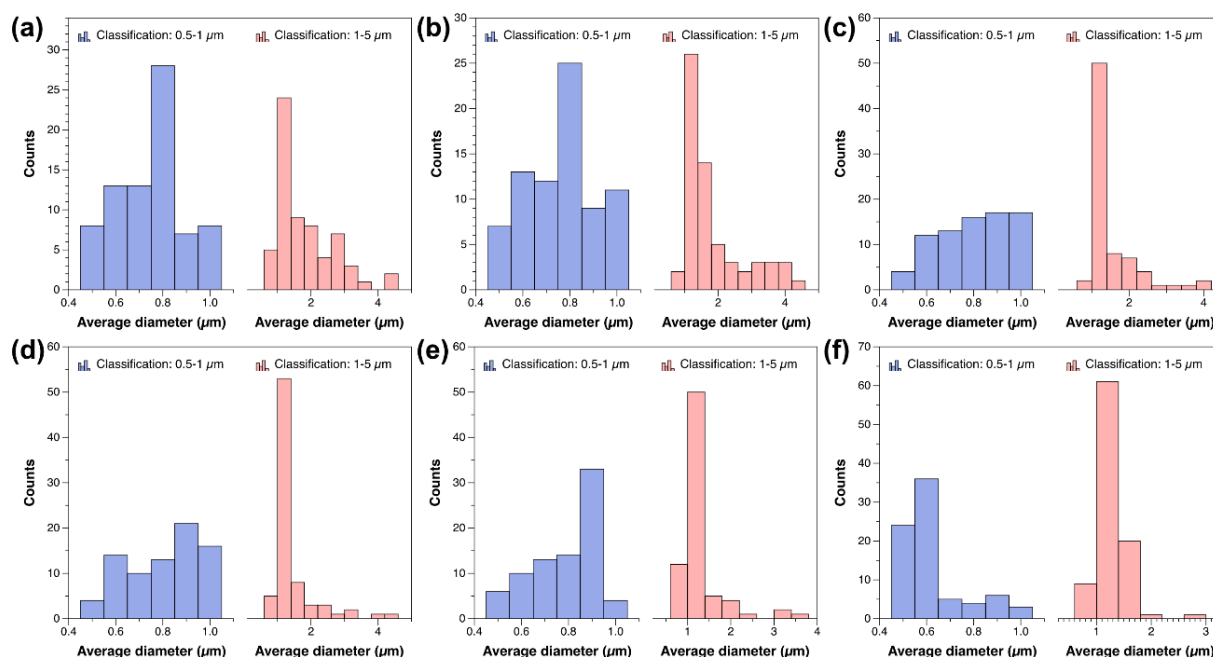 (a)
Classification: 0.5-1 µm
Classification: 1-5 µm
Counts
30
25
20
15
10
5
0
0.4 0.6 0.8 1.0
2 4
Average diameter (µm)
Average diameter (µm)
(b)
Classification: 0.5-1 µm
Classification: 1-5 µm
Counts
30
25
20
15
10
5
0
0.4 0.6 0.8 1.0
2 4
Average diameter (µm)
Average diameter (µm)
(c)
Classification: 0.5-1 µm
Classification: 1-5 µm
Counts
60
50
40
30
20
10
0
0.4 0.6 0.8 1.0
2 4
Average diameter (µm)
Average diameter (µm)
(d)
Classification: 0.5-1 µm
Classification: 1-5 µm
Counts
60
50
40
30
20
10
0
0.4 0.6 0.8 1.0
2 4
Average diameter (µm)
Average diameter (µm)
(e)
Classification: 0.5-1 µm
Classification: 1-5 µm
Counts
60
50
40
30
20
10
0
0.4 0.6 0.8 1.0
1 2 3 4
Average diameter (µm)
Average diameter (µm)
(f)
Classification: 0.5-1 µm
Classification: 1-5 µm
Counts
70
60
50
40
30
20
10
0
0.4 0.6 0.8 1.0
1 2 3
Average diameter (µm)
Average diameter (µm)